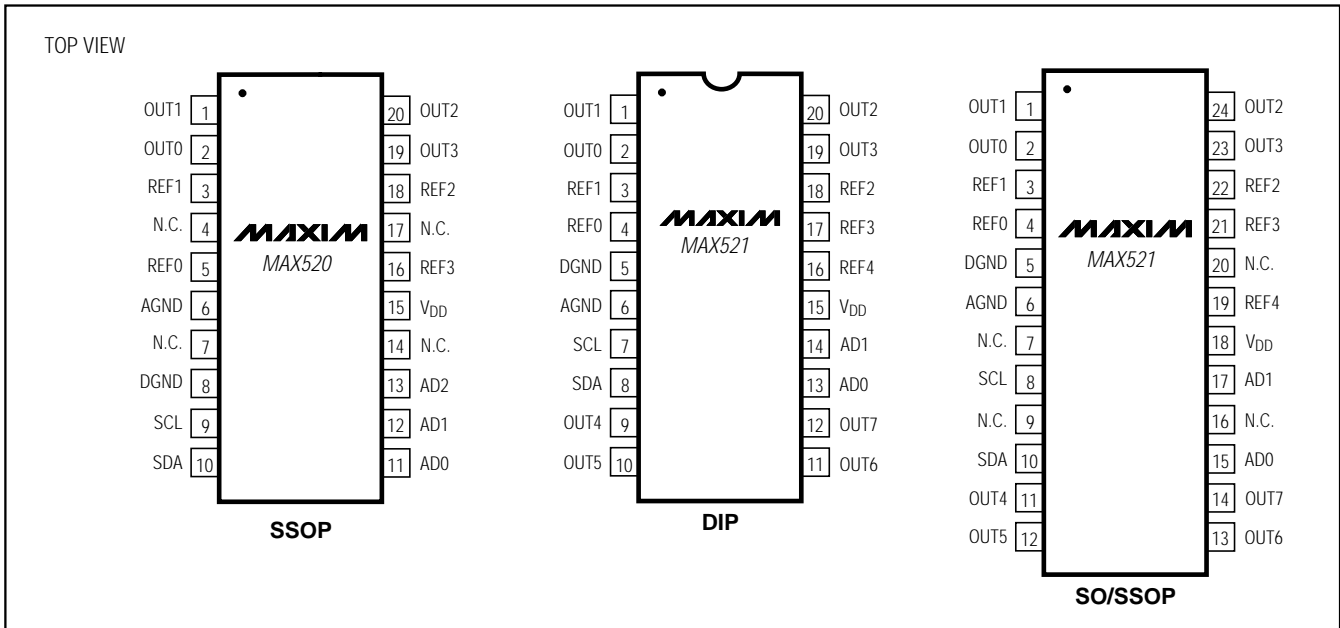 TOP VIEW
OUT1 1 20 OUT2
OUT0 2 19 OUT3
REF1 3 18 REF2
N.C. 4 17 N.C.
MAXIM
MAX520
REF0 5 16 REF3
AGND 6 15 VDD
N.C. 7 14 N.C.
DGND 8 13 AD2
SCL 9 12 AD1
SDA 10 11 AD0
SSOP
OUT1 1 20 OUT2
OUT0 2 19 OUT3
REF1 3 18 REF2
REF0 4 17 REF3
MAXIM
MAX521
DGND 5 16 REF4
AGND 6 15 VDD
SCL 7 14 AD1
SDA 8 13 AD0
OUT4 9 12 OUT7
OUT5 10 11 OUT6
DIP
OUT1 1 24 OUT2
OUT0 2 23 OUT3
REF1 3 22 REF2
REF0 4 21 REF3
MAXIM
MAX521
DGND 5 20 N.C.
AGND 6 19 REF4
N.C. 7 18 VDD
SCL 8 17 AD1
N.C. 9 16 N.C.
SDA 10 15 AD0
OUT4 11 14 OUT7
OUT5 12 13 OUT6
SO/SSOP